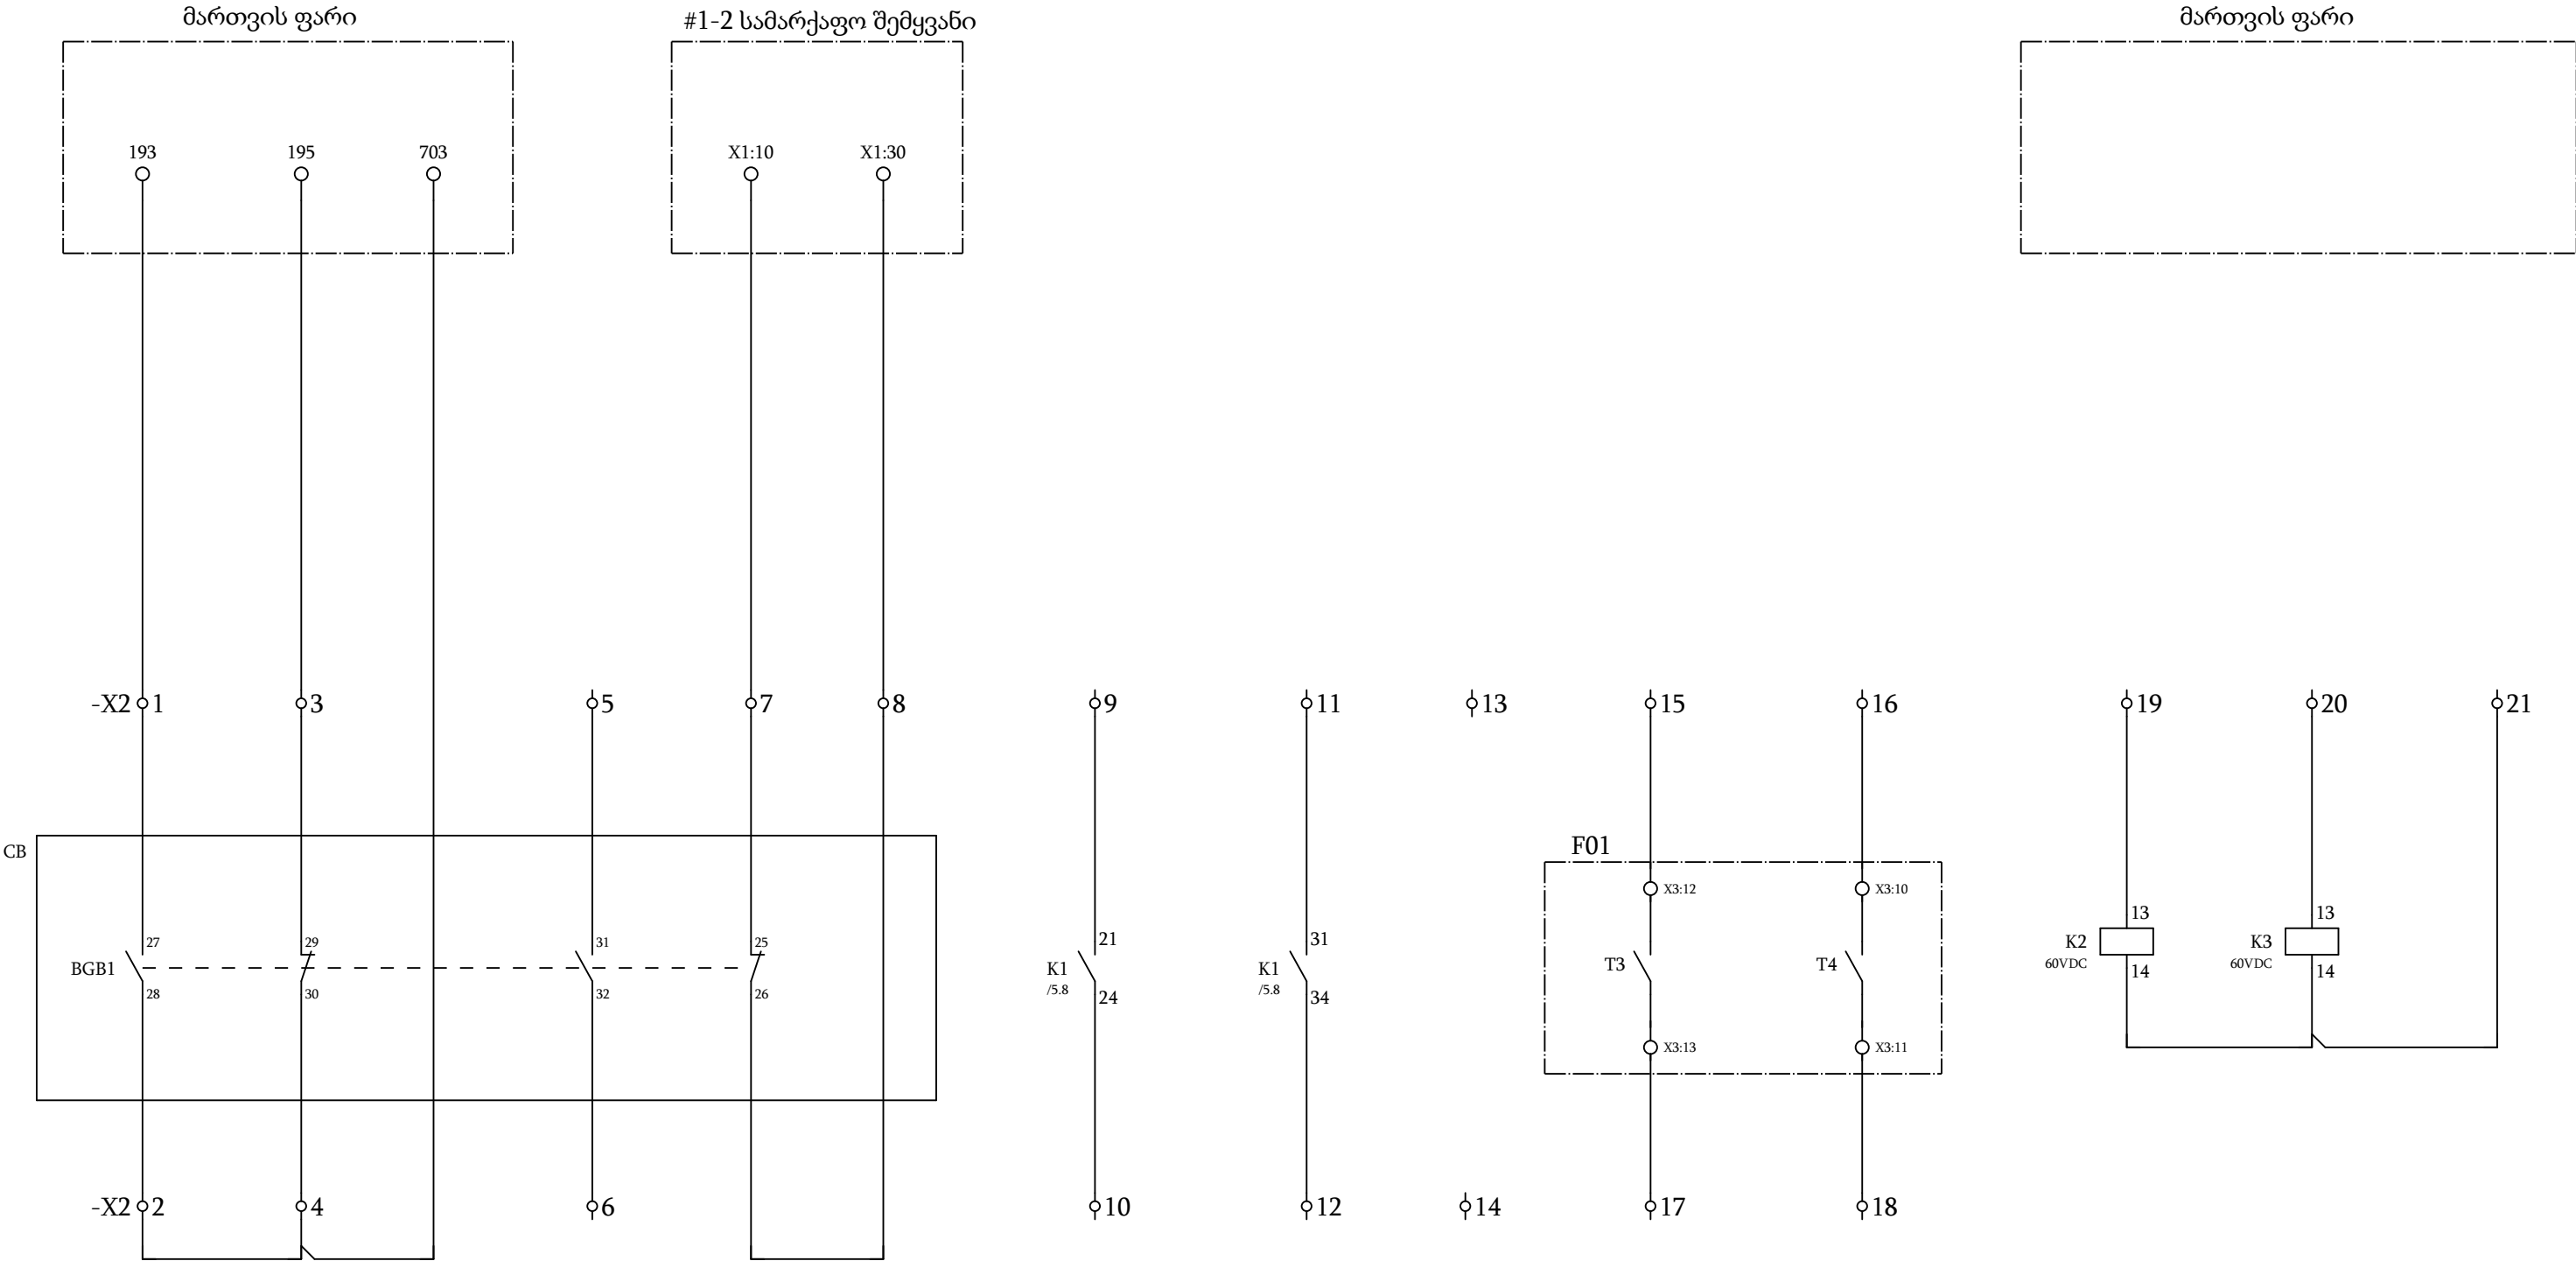 მართვის ფარი
#1-2 სამარქაფო შემყვანი
მართვის ფარი
193 195 703 X1:10 X1:30
-X2 1 3 5 7 8 9 11 13 15 16 19 20 21
CB
F01
X3:12 X3:10
27 29 31 25 21 31 13 13
BGB1 K1 K1 T3 T4 K2 K3
/5.8 /5.8 60VDC 60VDC
28 30 32 26 24 34 14 14
X3:13 X3:11
-X2 2 4 6 10 12 14 17 18